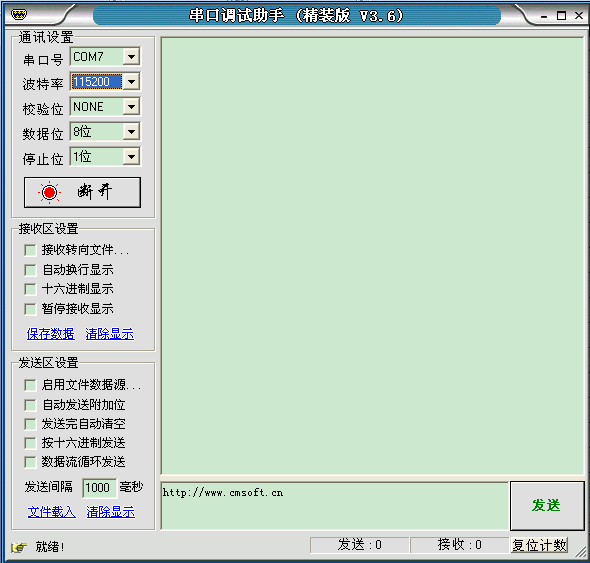 串口调试助手 (精装版 V3.6)
通讯设置
串口号 COM7
波特率 115200
校验位 NONE
数据位 8位
停止位 1位
断开
接收区设置
接收转向文件...
自动换行显示
十六进制显示
暂停接收显示
保存数据 清除显示
发送区设置
启用文件数据源...
自动发送附加位
发送完自动清空
按十六进制发送
数据流循环发送
发送间隔 1000 毫秒
文件载入 清除显示
http://www.cmsoft.cn
发送
就绪!
发送:0
接收:0
复位计数